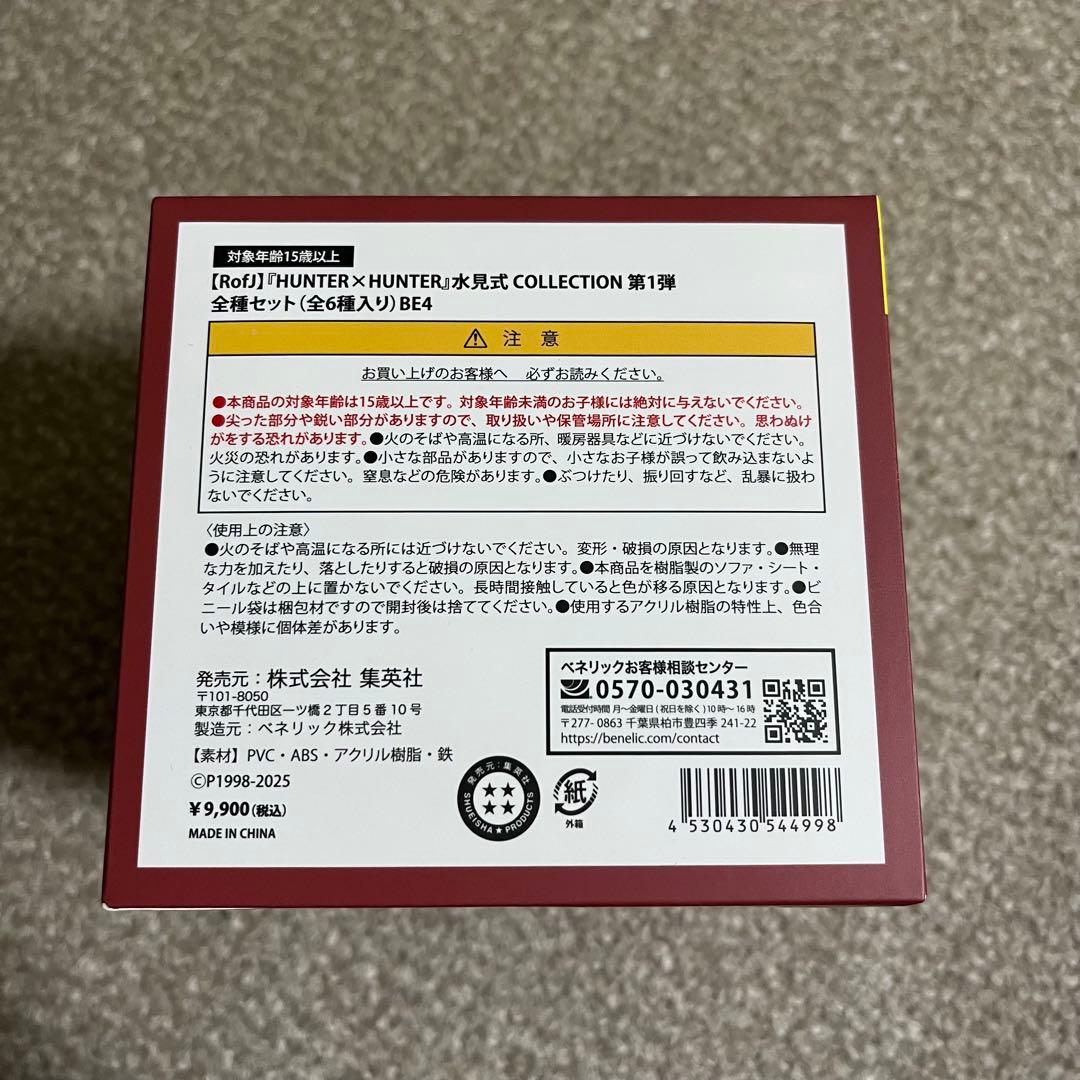 対象年齢15歳以上
【RofJ】『HUNTER×HUNTER』水見式 COLLECTION 第1弾
全種セット（全6種入り）BE4
注 意
お買い上げのお客様へ 必ずお読みください。
●本商品の対象年齢は15歳以上です。対象年齢未満のお子様には絶対に与えないでください。
●尖った部分や鋭い部分がありますので、取り扱いや保管場所に注意してください。思わぬけ
がをする恐れがあります。●火のそばや高温になる所、暖房器具などに近づけないでください。
火災の恐れがあります。●小さな部品がありますので、小さなお子様が誤って飲み込まないよ
うに注意してください。窒息などの危険があります。●ぶつけたり、振り回すなど、乱暴に扱わ
ないでください。
〈使用上の注意〉
●火のそばや高温になる所には近づけないでください。変形・破損の原因となります。●無理
な力を加えたり、落としたりすると破損の原因となります。●本商品を樹脂製のソファ・シート・
タイルなどの上に置かないでください。長時間接触していると色が移る原因となります。●ビ
ニール袋は梱包材ですので開封後は捨ててください。●使用するアクリル樹脂の特性上、色合
いや模様に個体差があります。
発売元：株式会社 集英社
〒101-8050
東京都千代田区一ツ橋2丁目5番10号
製造元：ベネリック株式会社
【素材】PVC・ABS・アクリル樹脂・鉄
©P1998-2025
¥9,900（税込）
MADE IN CHINA
ベネリックお客様相談センター
0570-030431
電話受付時間 月～金曜日（祝日を除く）10時～16時
〒277-0863 千葉県柏市豊四季 241-22
https://benelic.com/contact
発売元：集英社
SHUEISHA★PRODUCTS
紙
外箱
4 530430 544998